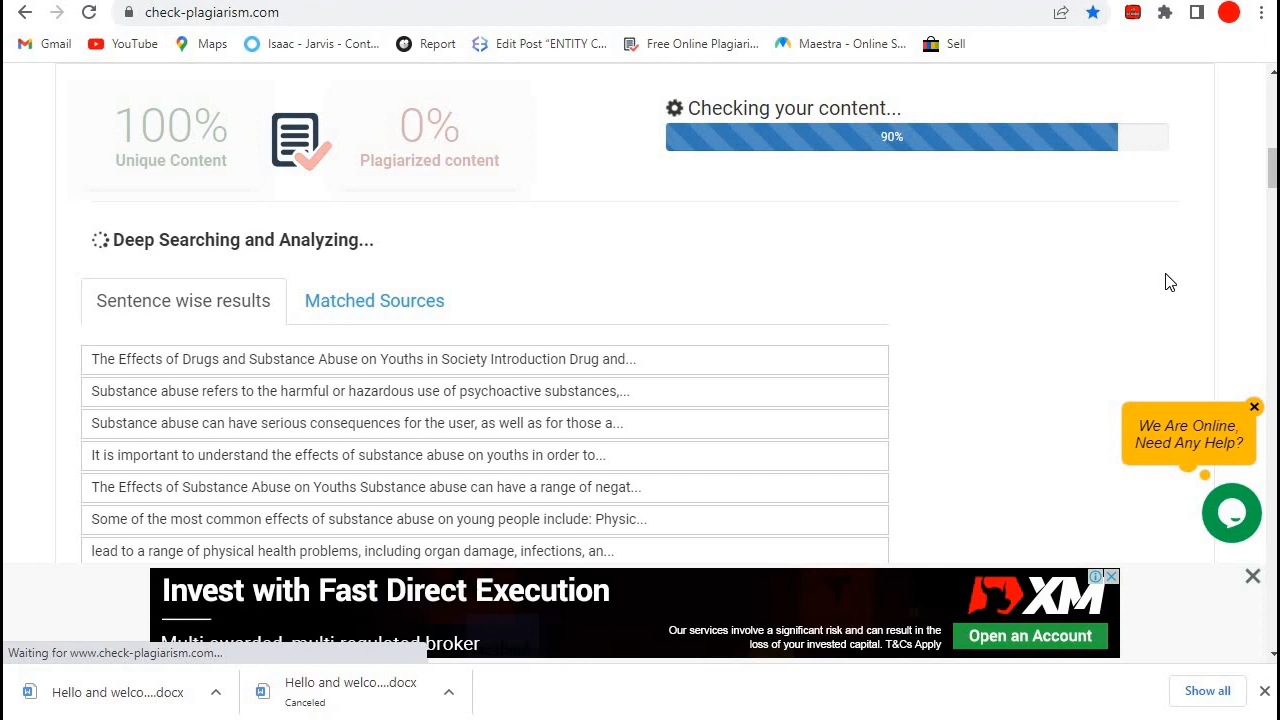 check-plagiarism.com
Gmail
YouTube
Maps
Isaac - Jarvis - Cont...
Report
Edit Post “ENTITY C...
Free Online Plagiari...
Maestra - Online S...
Sell
100%
Unique Content
0%
Plagiarized content
Checking your content...
90%
Deep Searching and Analyzing...
Sentence wise results
Matched Sources
The Effects of Drugs and Substance Abuse on Youths in Society Introduction Drug and...
Substance abuse refers to the harmful or hazardous use of psychoactive substances,...
Substance abuse can have serious consequences for the user, as well as for those a...
It is important to understand the effects of substance abuse on youths in order to...
The Effects of Substance Abuse on Youths Substance abuse can have a range of negat...
Some of the most common effects of substance abuse on young people include: Physic...
lead to a range of physical health problems, including organ damage, infections, an...
We Are Online,
Need Any Help?
Invest with Fast Direct Execution
Multi-awarded, multi-regulated broker
Our services involve a significant risk and can result in the
loss of your invested capital. T&Cs Apply
XM
Open an Account
Waiting for www.check-plagiarism.com...
Hello and welco....docx
Hello and welco....docx
Canceled
Show all